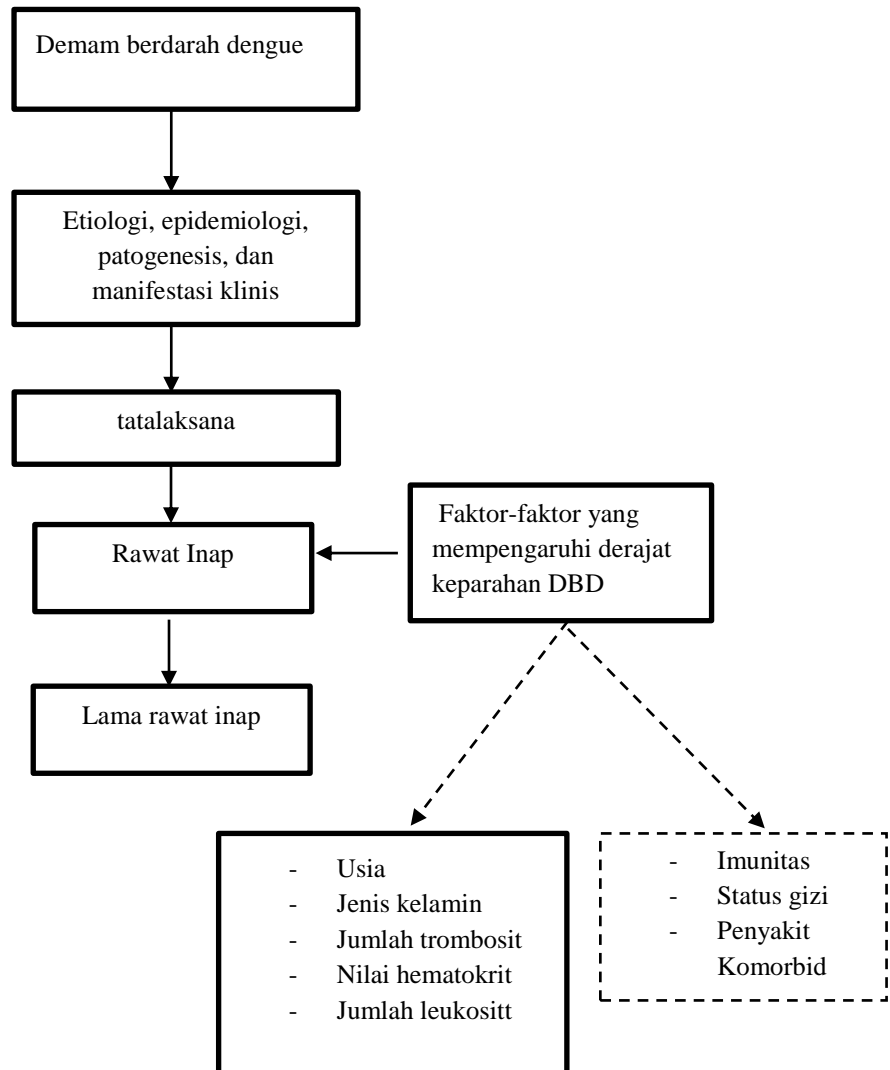 Demam berdarah dengue
Etiologi, epidemiologi,
patogenesis, dan
manifestasi klinis
tatalaksana
Rawat Inap
Faktor-faktor yang
mempengaruhi derajat
keparahan DBD
Lama rawat inap
- Usia
- Jenis kelamin
- Jumlah trombosit
- Nilai hematokrit
- Jumlah leukositt
- Imunitas
- Status gizi
- Penyakit
Komorbid